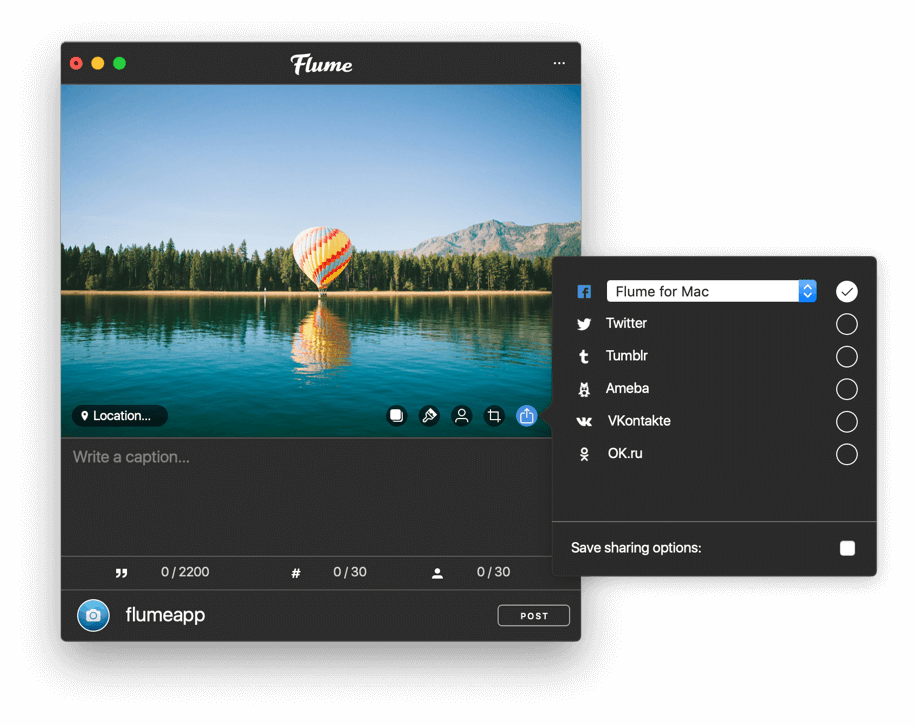 Flume
Location...
Write a caption...
0 / 2200
# 0 / 30
0 / 30
flumeapp
POST
Flume for Mac
Twitter
Tumblr
Ameba
VKontakte
OK.ru
Save sharing options: